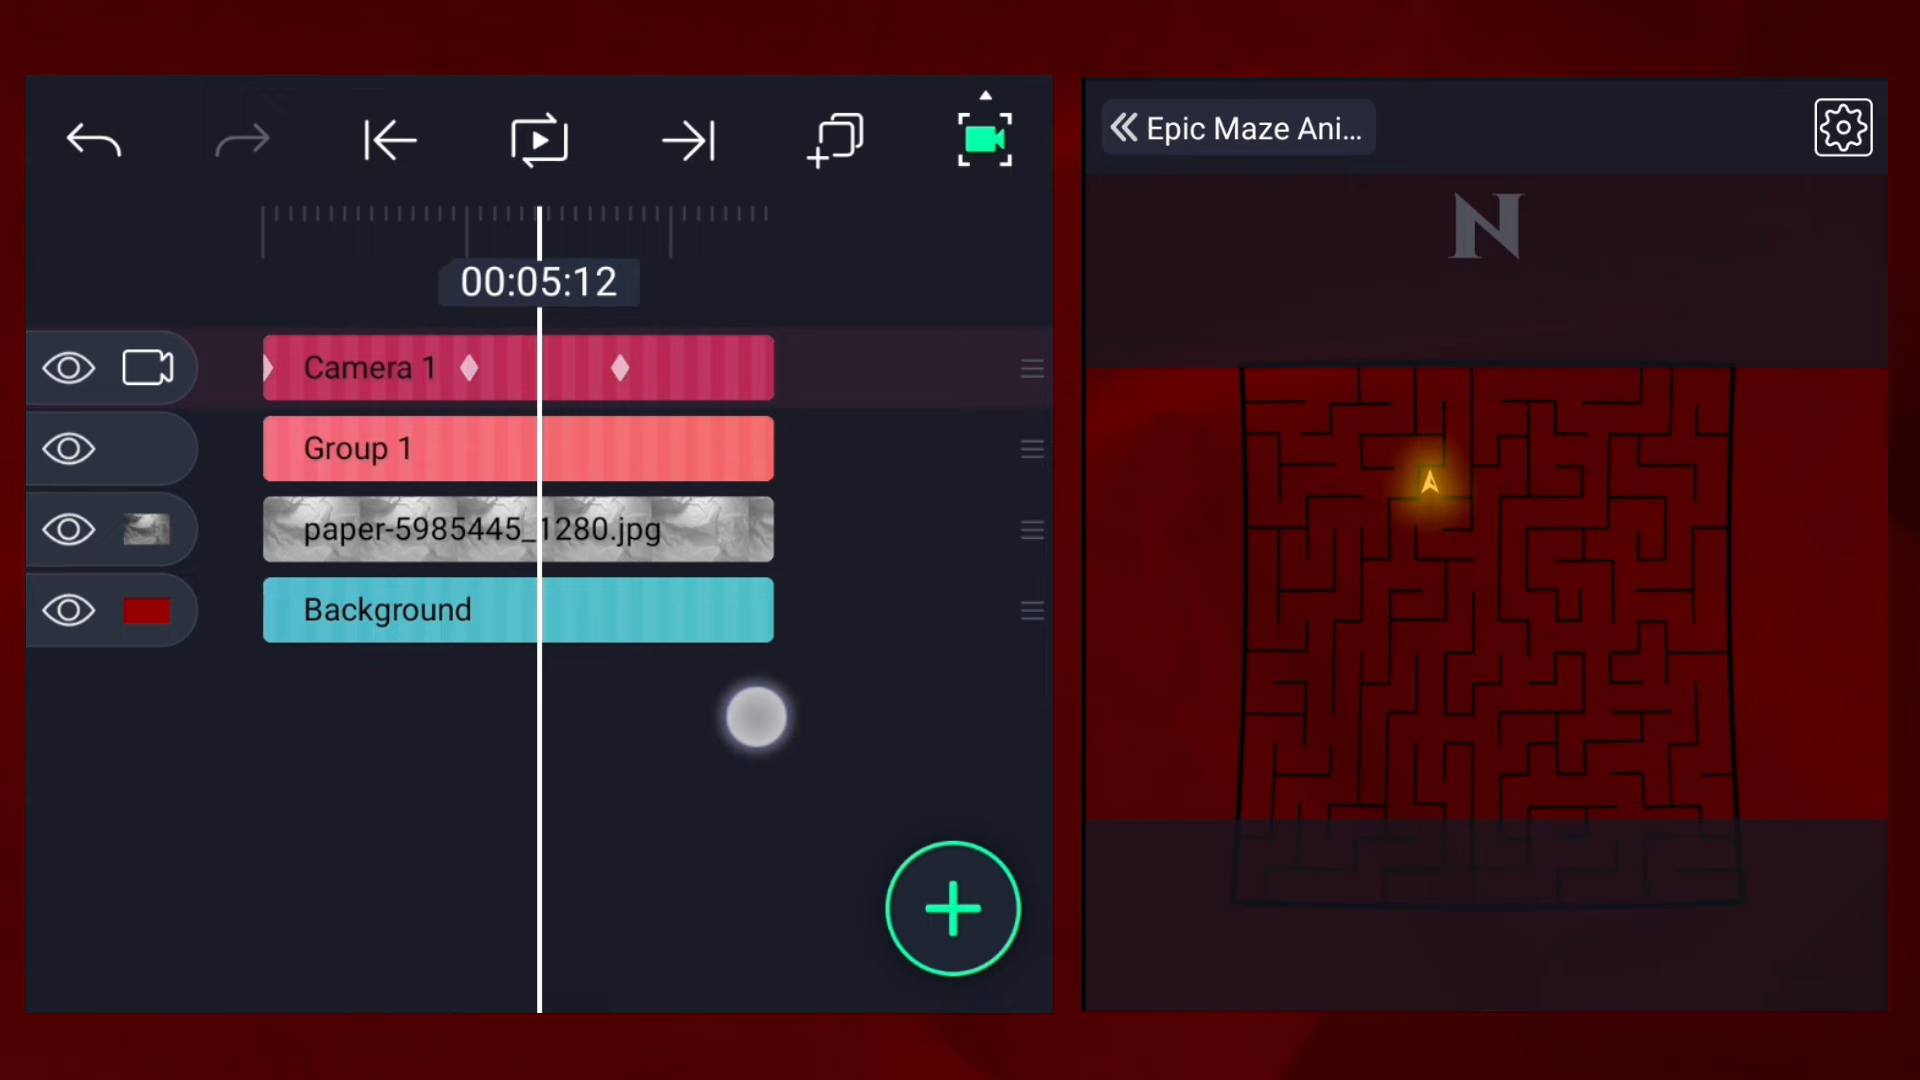 Epic Maze Ani...
N
00:05:12
Camera 1
Group 1
paper-5985445_1280.jpg
Background